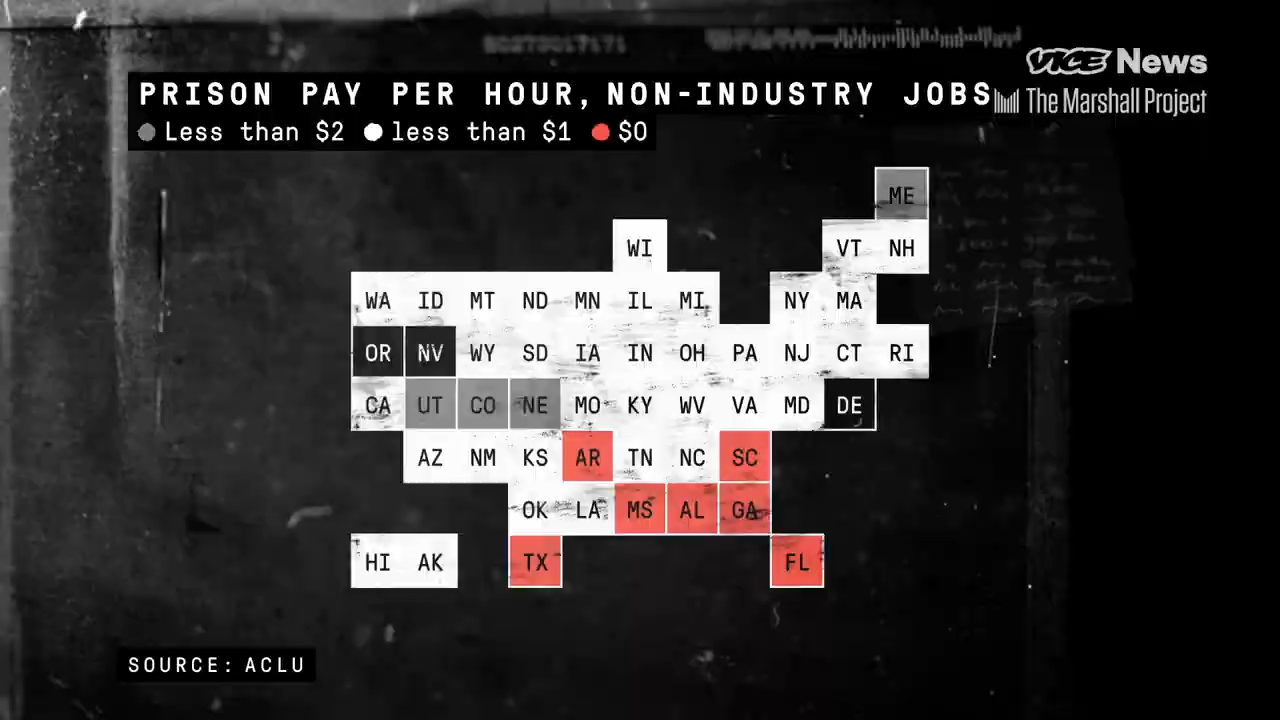 VICE News
PRISON PAY PER HOUR, NON-INDUSTRY JOBS
The Marshall Project
Less than $2 less than $1 $0
ME
WI VT NH
WA ID MT ND MN IL MI NY MA
OR NV WY SD IA IN OH PA NJ CT RI
CA UT CO NE MO KY WV VA MD DE
AZ NM KS AR TN NC SC
OK LA MS AL GA
HI AK TX FL
SOURCE: ACLU